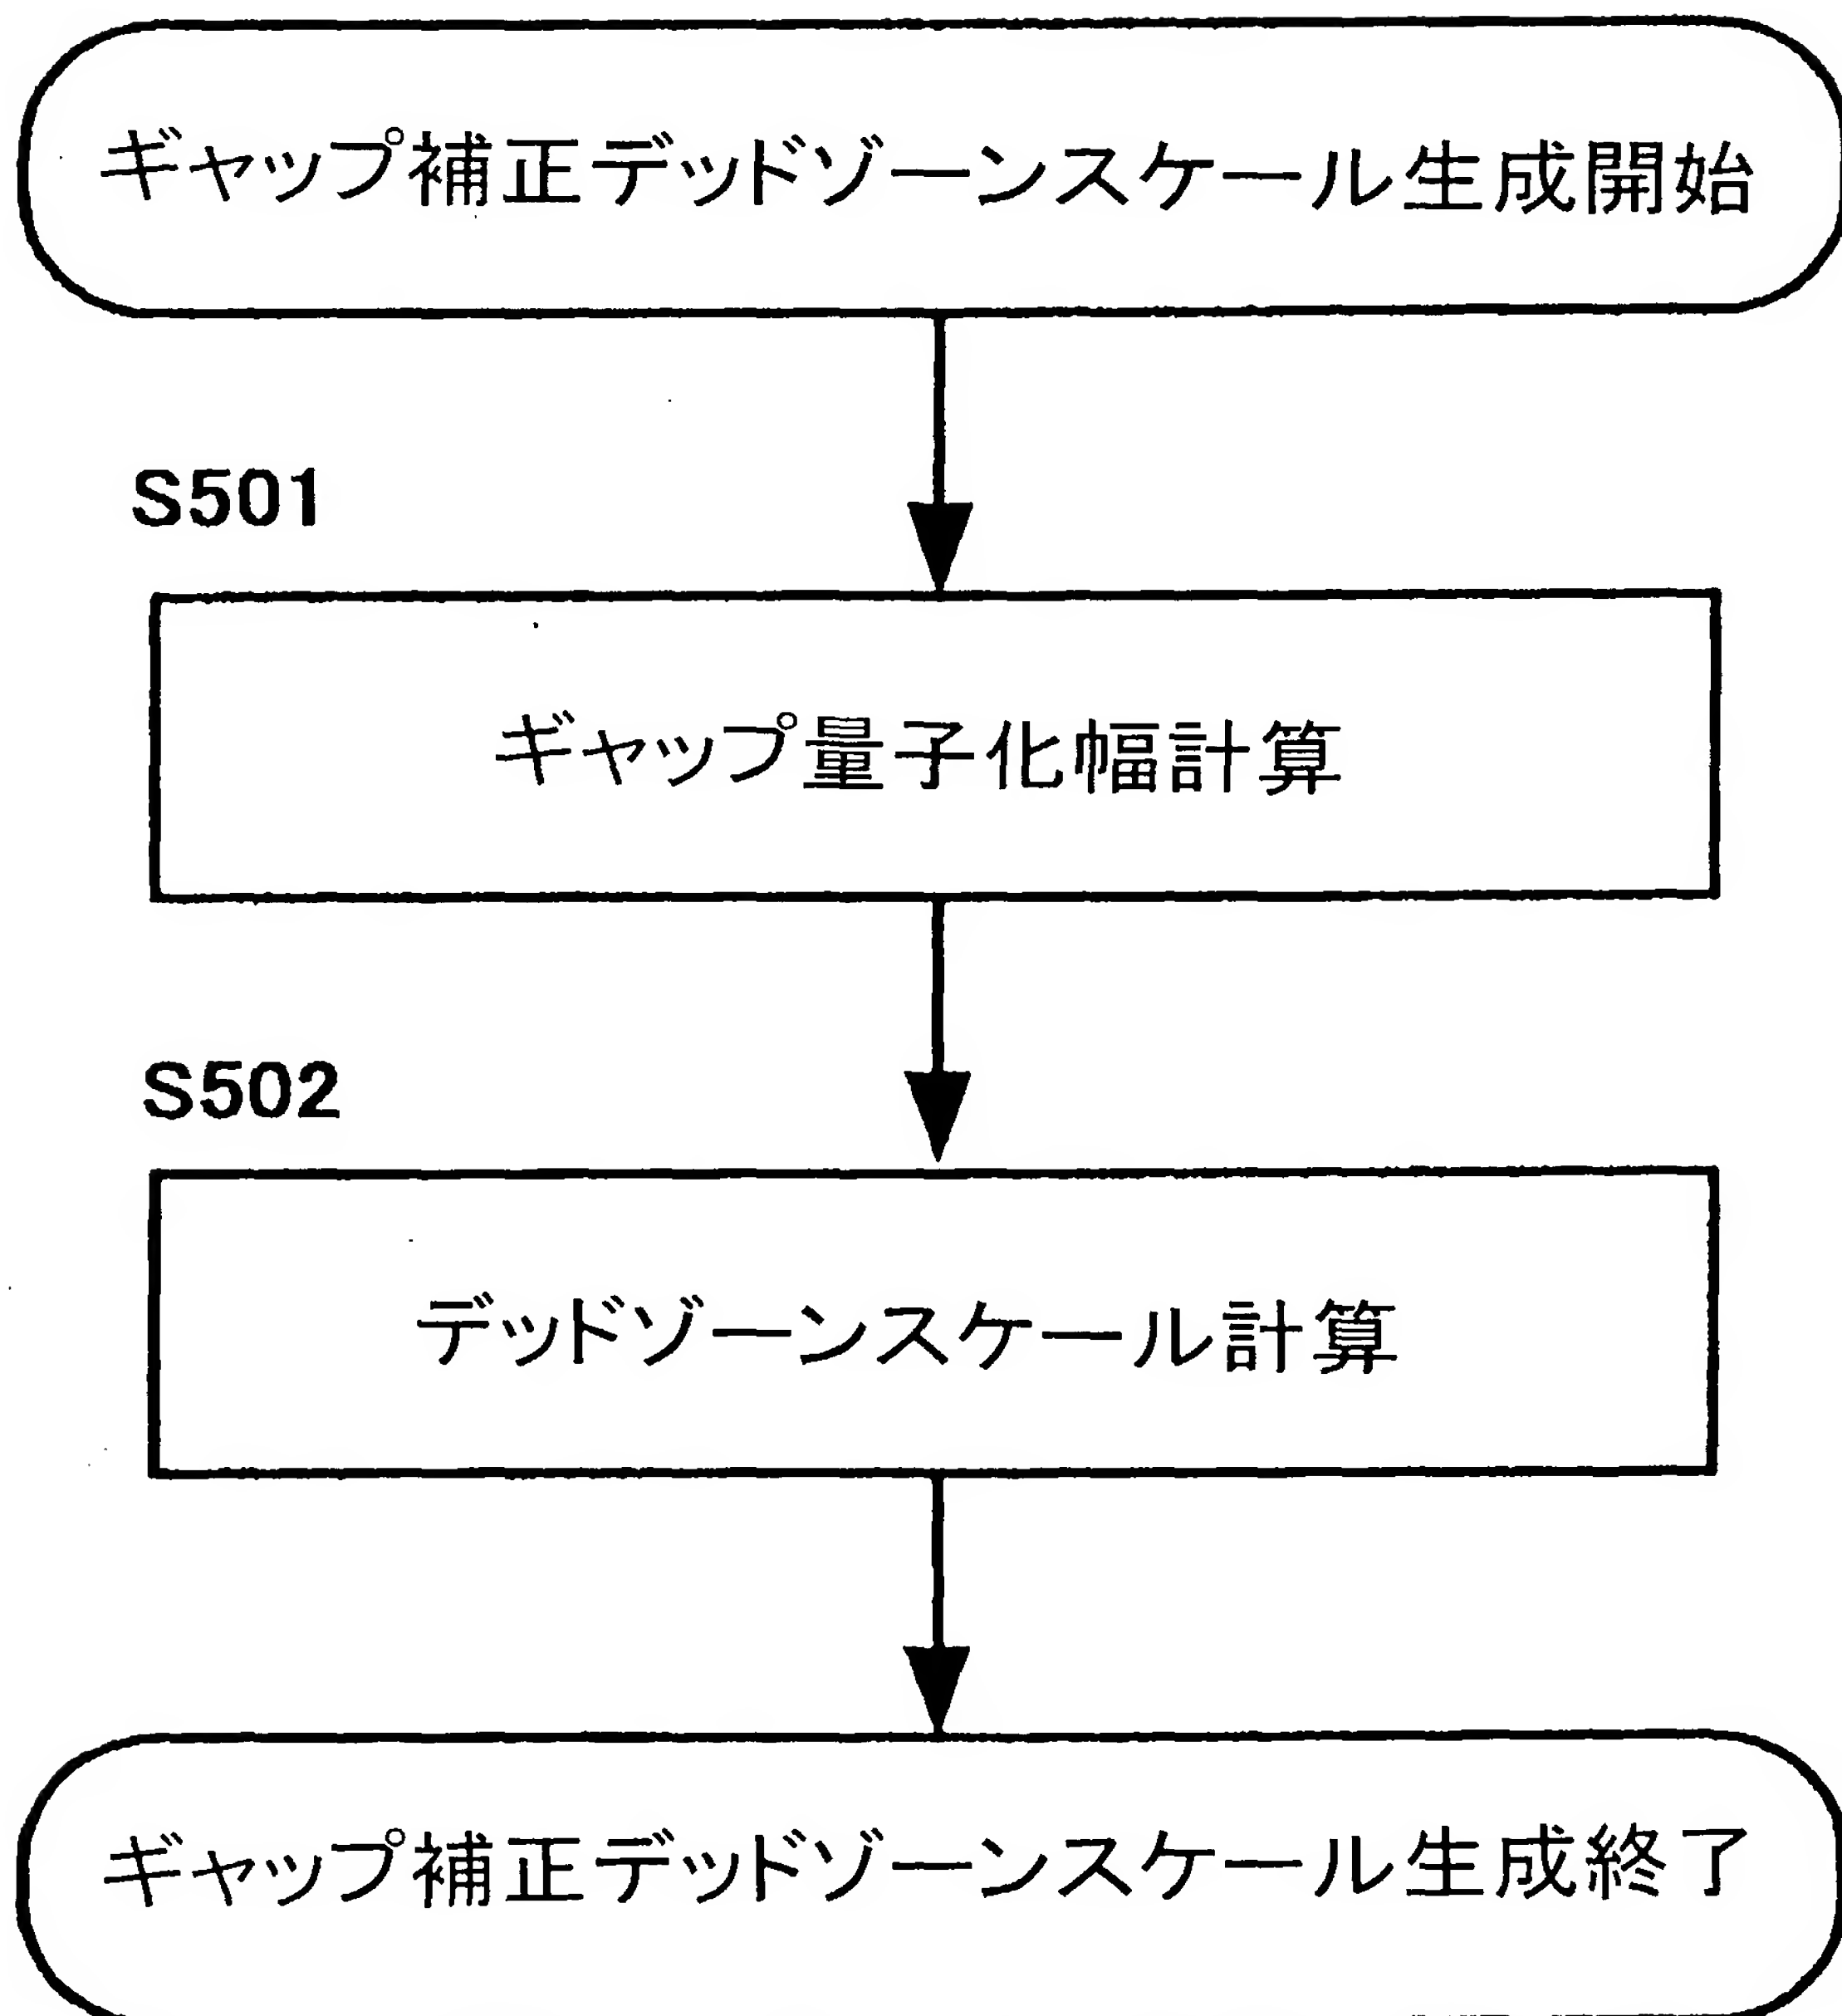 ギャップ補正デッドゾーンスケール生成開始
S501
ギャップ量子化幅計算
S502
デッドゾーンスケール計算
ギャップ補正デッドゾーンスケール生成終了